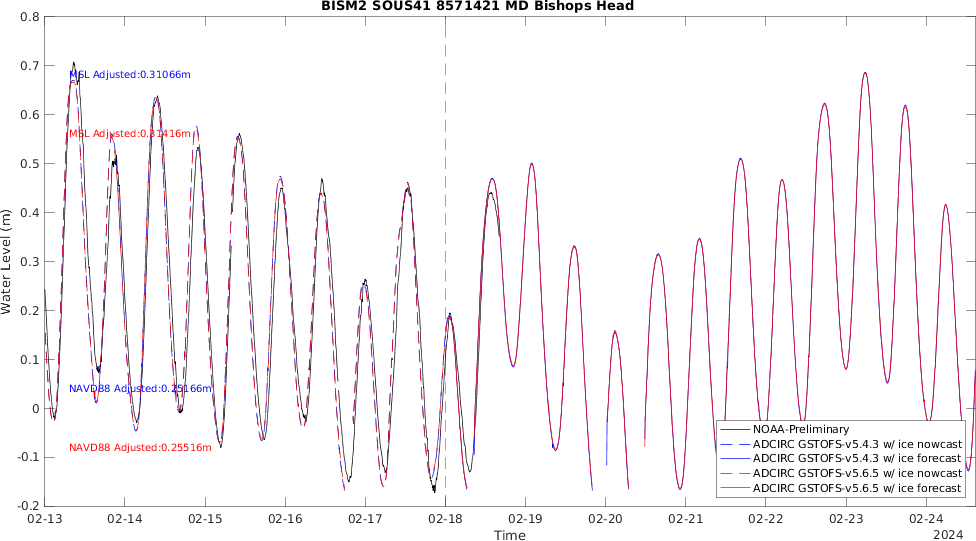 BISM2 SOUS41 8571421 MD Bishops Head
0.8
0.7
0.6
0.5
0.4
0.3
0.2
0.1
0
-0.1
-0.2
Water Level (m)
MSL Adjusted:0.31066m
MSL Adjusted:0.31416m
NAVD88 Adjusted:0.25166m
NAVD88 Adjusted:0.25516m
NOAA-Preliminary
ADCIRC GSTOFS-v5.4.3 w/ ice nowcast
ADCIRC GSTOFS-v5.4.3 w/ ice forecast
ADCIRC GSTOFS-v5.6.5 w/ ice nowcast
ADCIRC GSTOFS-v5.6.5 w/ ice forecast
02-13 02-14 02-15 02-16 02-17 02-18 02-19 02-20 02-21 02-22 02-23 02-24
Time
2024